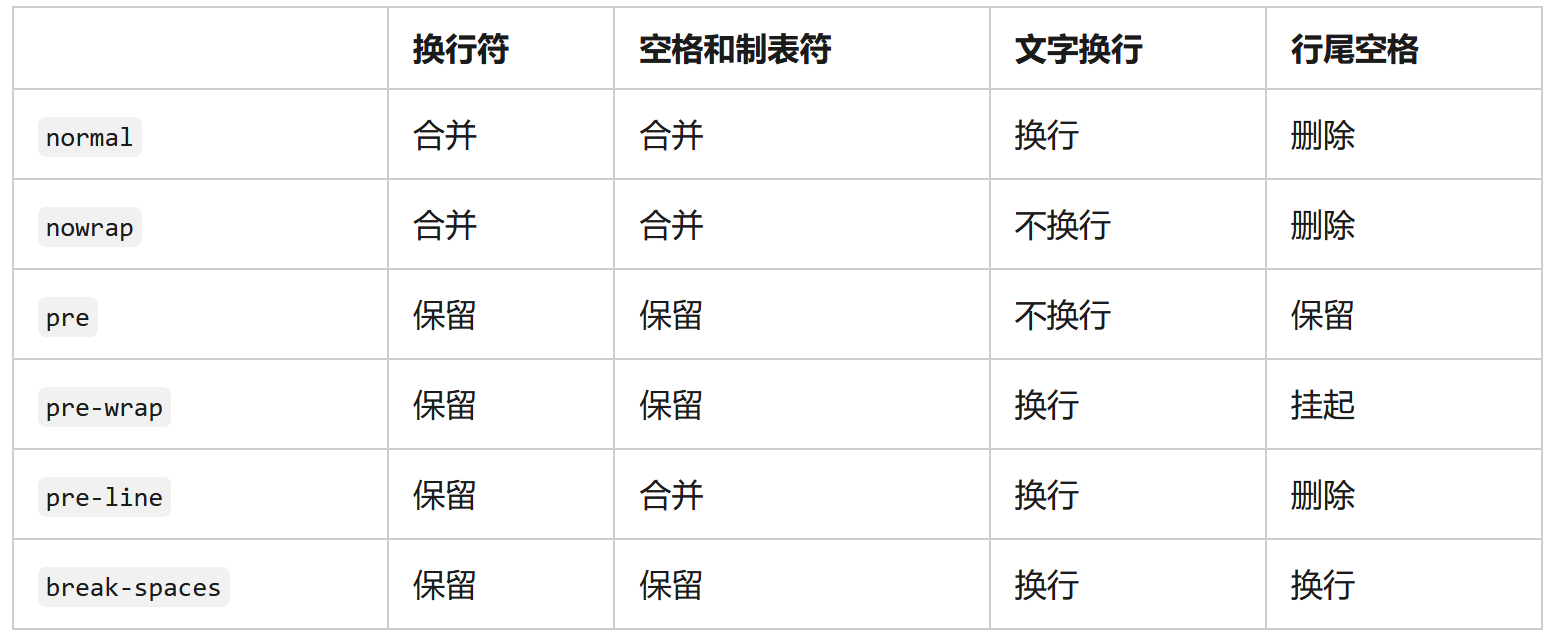 换行符 空格和制表符 文字换行 行尾空格
normal 合并 合并 换行 删除
nowrap 合并 合并 不换行 删除
pre 保留 保留 不换行 保留
pre-wrap 保留 保留 换行 挂起
pre-line 保留 合并 换行 删除
break-spaces 保留 保留 换行 换行